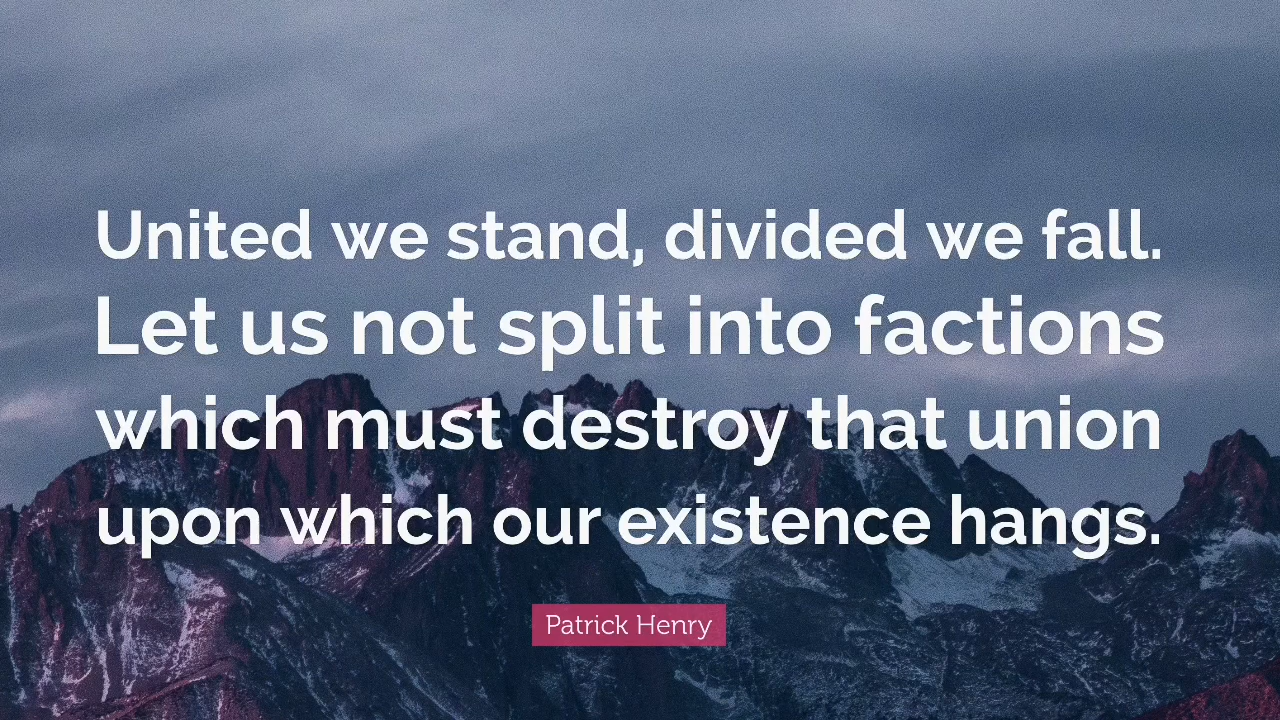 United we stand, divided we fall.
Let us not split into factions
which must destroy that union
upon which our existence hangs.
Patrick Henry